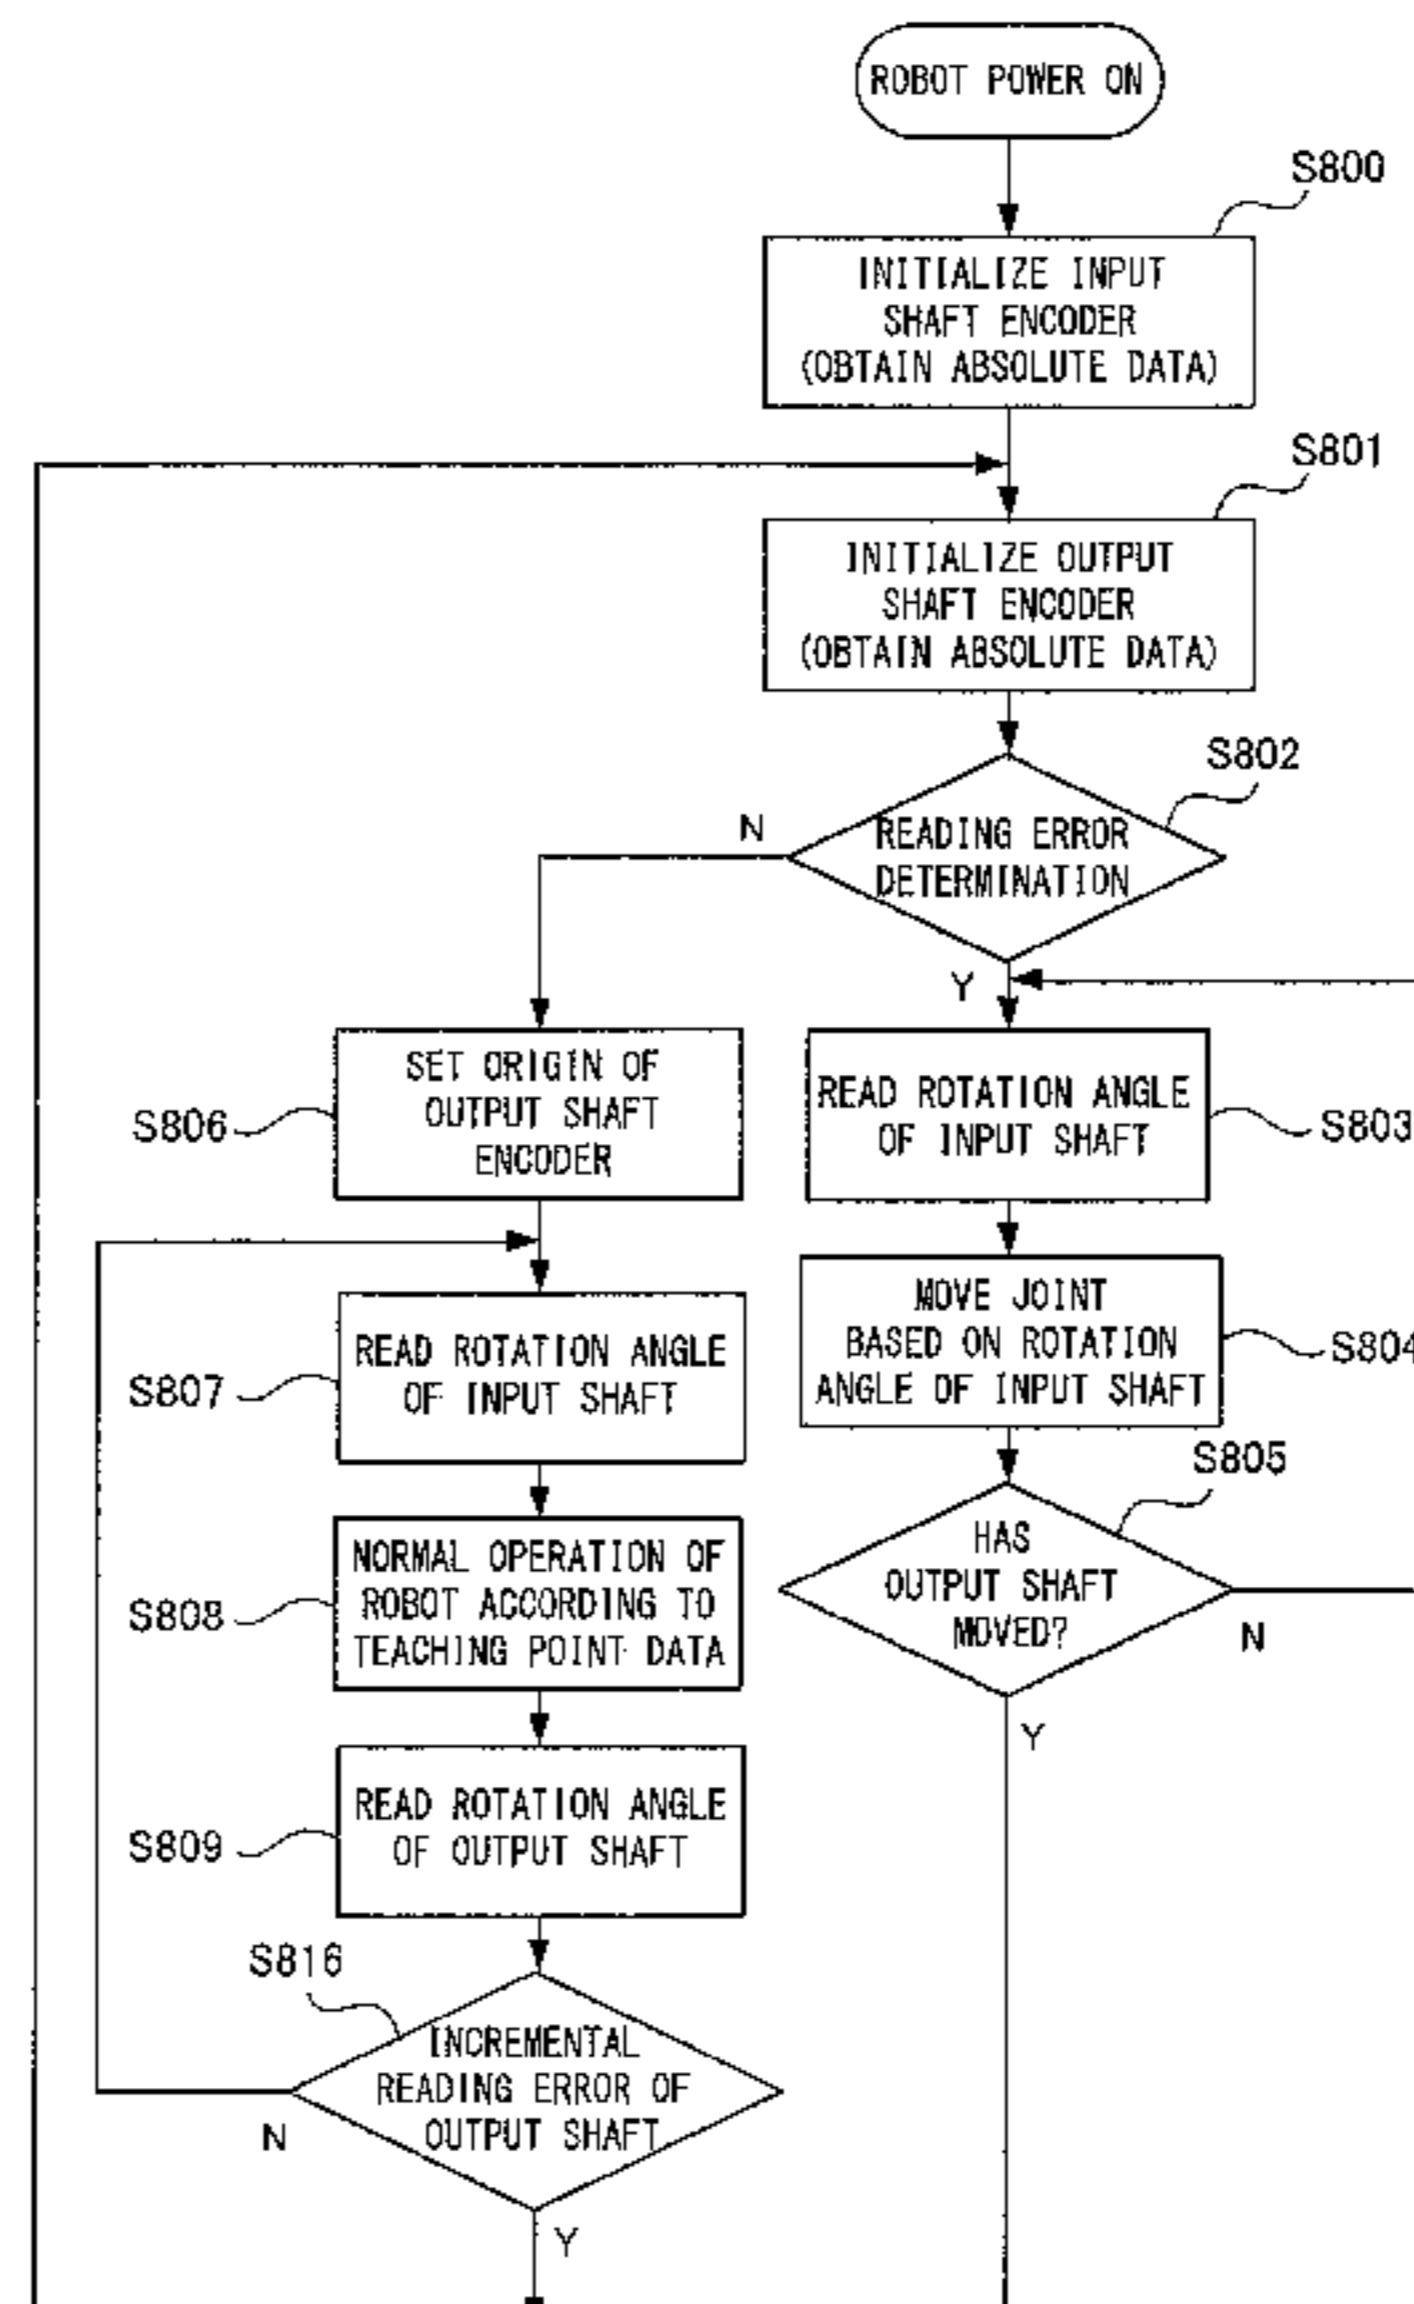 ROBOT POWER ON
S800
INITIALIZE INPUT
SHAFT ENCODER
(OBTAIN ABSOLUTE DATA)
S801
INITIALIZE OUTPUT
SHAFT ENCODER
(OBTAIN ABSOLUTE DATA)
S802
N
READING ERROR
DETERMINATION
Y
SET ORIGIN OF
OUTPUT SHAFT
ENCODER
S806
READ ROTATION ANGLE
OF INPUT SHAFT
S803
MOVE JOINT
BASED ON ROTATION
ANGLE OF INPUT SHAFT
S804
READ ROTATION ANGLE
OF INPUT SHAFT
S807
S805
HAS
OUTPUT SHAFT
MOVED?
N
Y
NORMAL OPERATION OF
ROBOT ACCORDING TO
TEACHING POINT DATA
S808
READ ROTATION ANGLE
OF OUTPUT SHAFT
S809
S816
INCREMENTAL
READING ERROR OF
OUTPUT SHAFT
N
Y